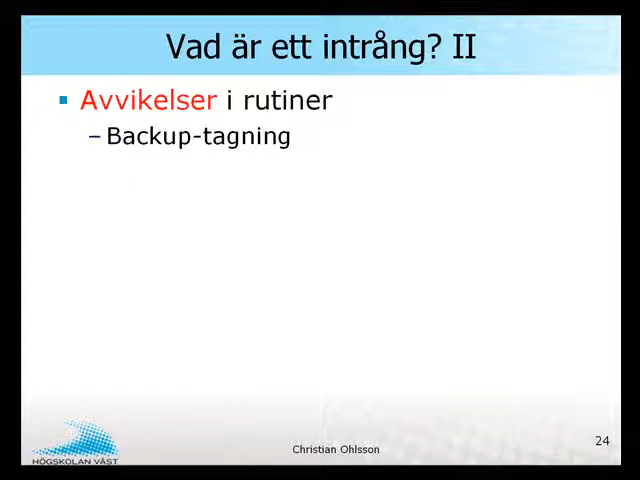 Vad är ett intrång? II
Avvikelser i rutiner
– Backup-tagning
HÖGSKOLAN VÄST
Christian Ohlsson
24